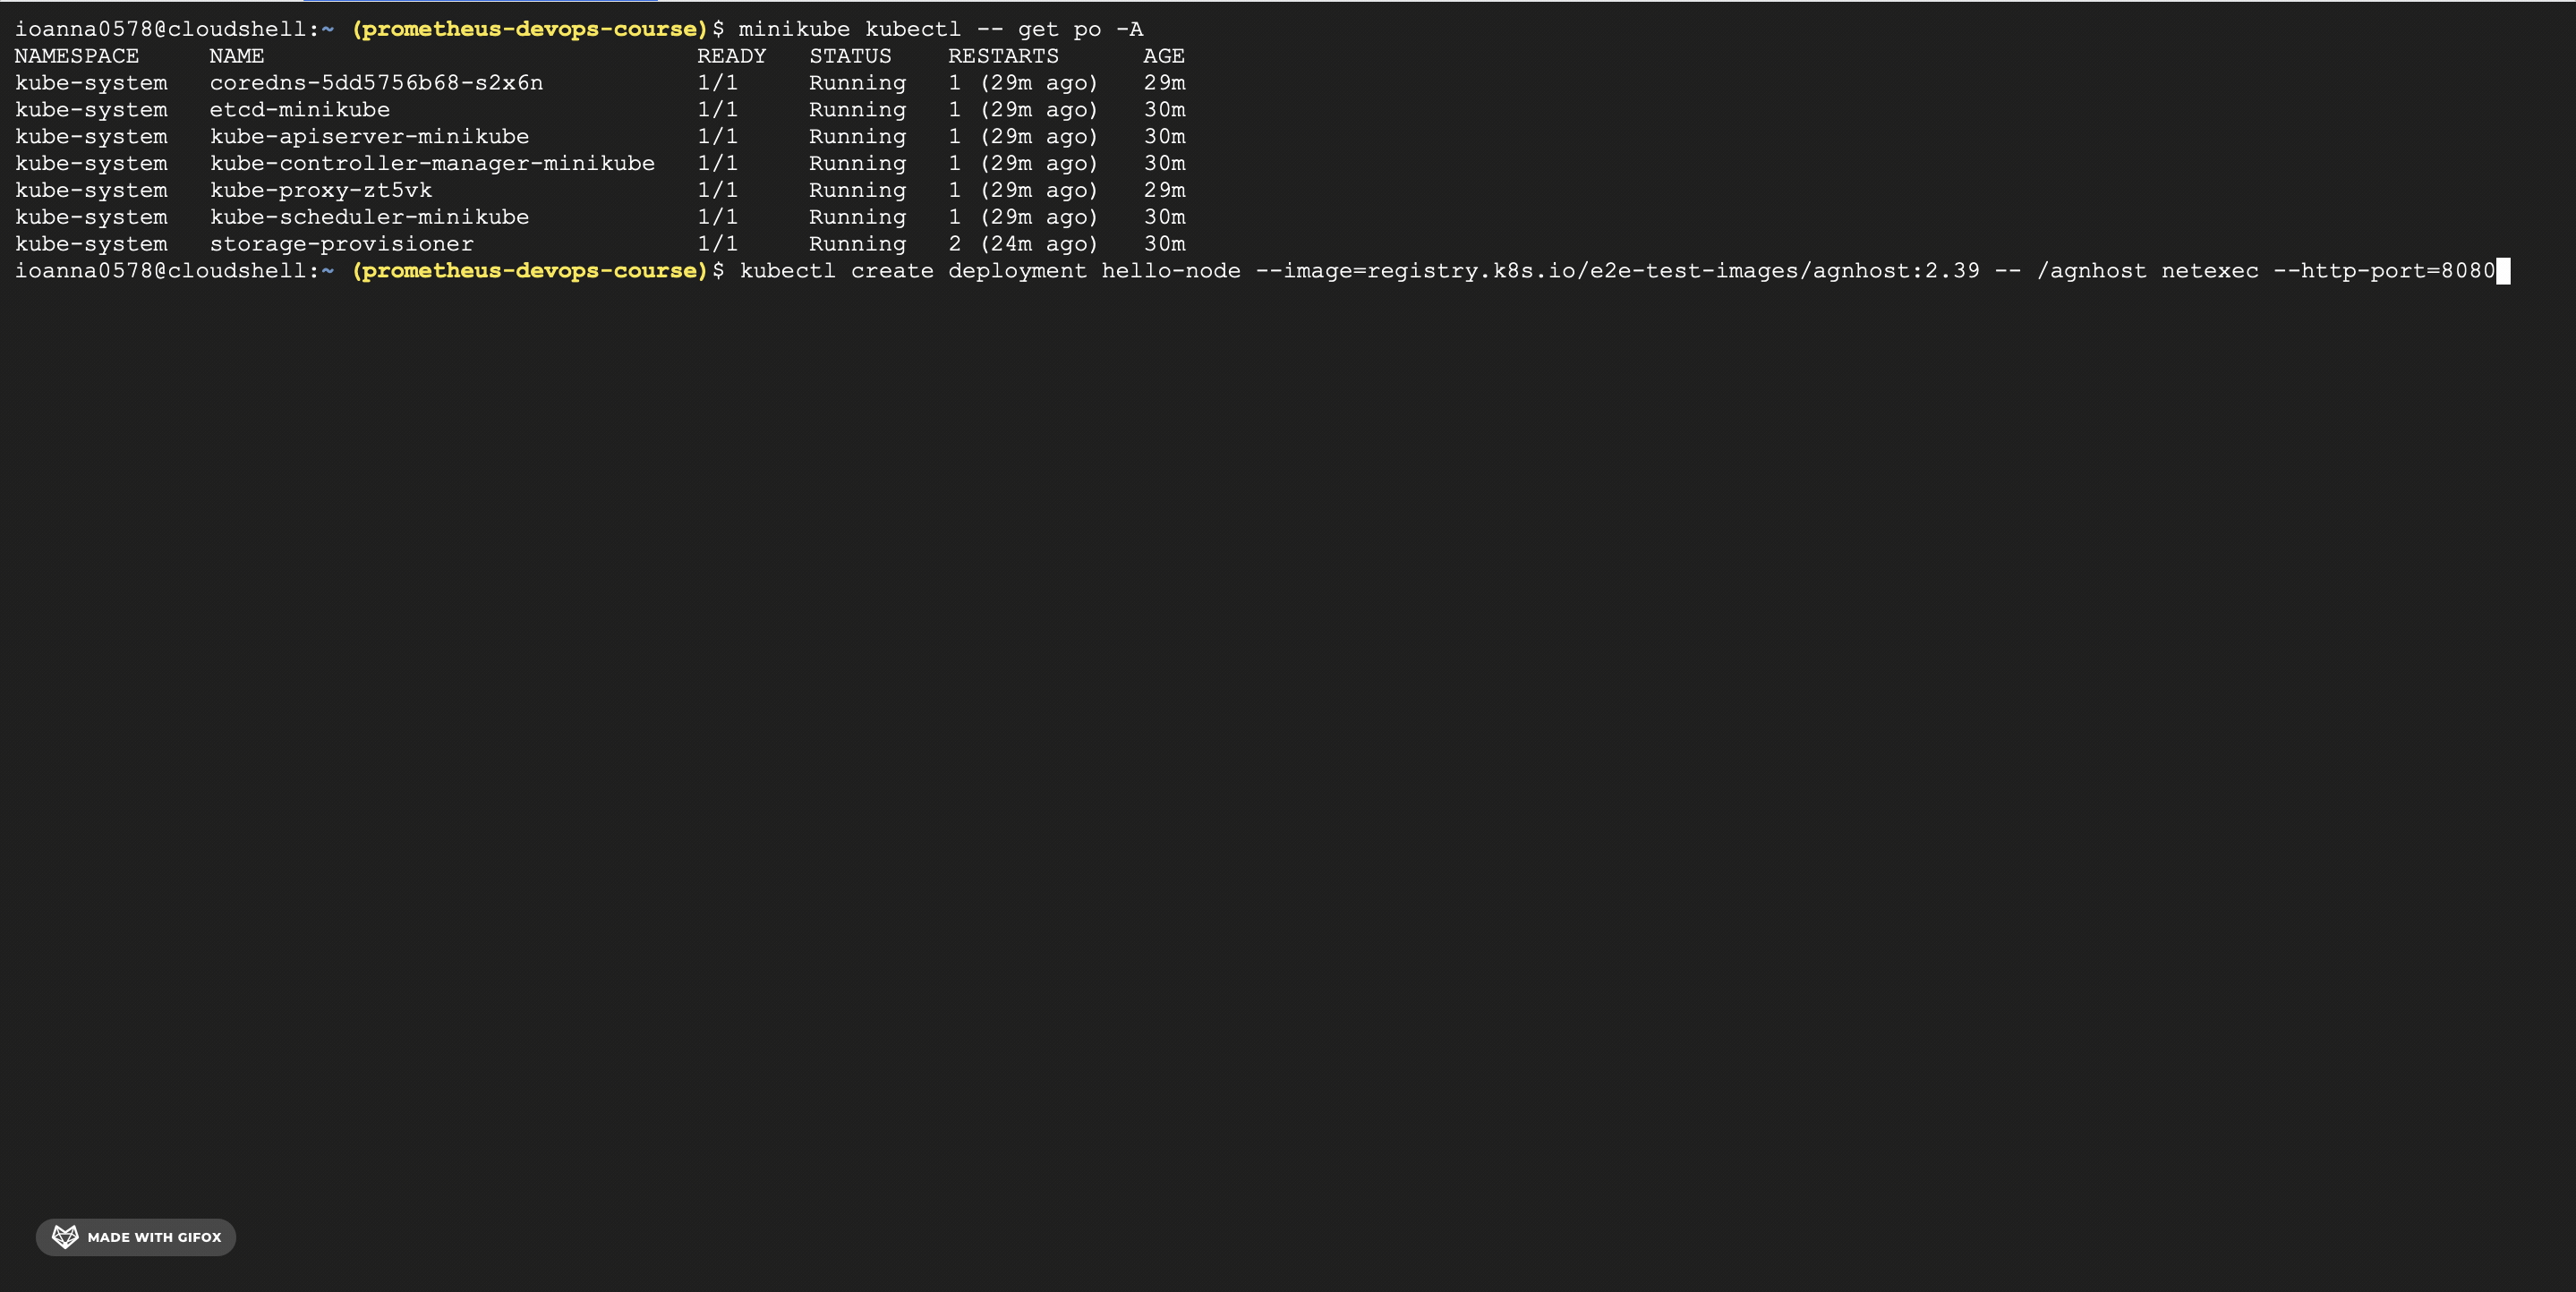 ioanna0578@cloudshell:~ (prometheus-devops-course)$ minikube kubectl -- get po -A
NAMESPACE     NAME                               READY   STATUS    RESTARTS      AGE
kube-system   coredns-5dd5756b68-s2x6n           1/1     Running   1 (29m ago)   29m
kube-system   etcd-minikube                      1/1     Running   1 (29m ago)   30m
kube-system   kube-apiserver-minikube            1/1     Running   1 (29m ago)   30m
kube-system   kube-controller-manager-minikube   1/1     Running   1 (29m ago)   30m
kube-system   kube-proxy-zt5vk                   1/1     Running   1 (29m ago)   29m
kube-system   kube-scheduler-minikube            1/1     Running   1 (29m ago)   30m
kube-system   storage-provisioner                1/1     Running   2 (24m ago)   30m
ioanna0578@cloudshell:~ (prometheus-devops-course)$ kubectl create deployment hello-node --image=registry.k8s.io/e2e-test-images/agnhost:2.39 -- /agnhost netexec --http-port=8080
MADE WITH GIFOX